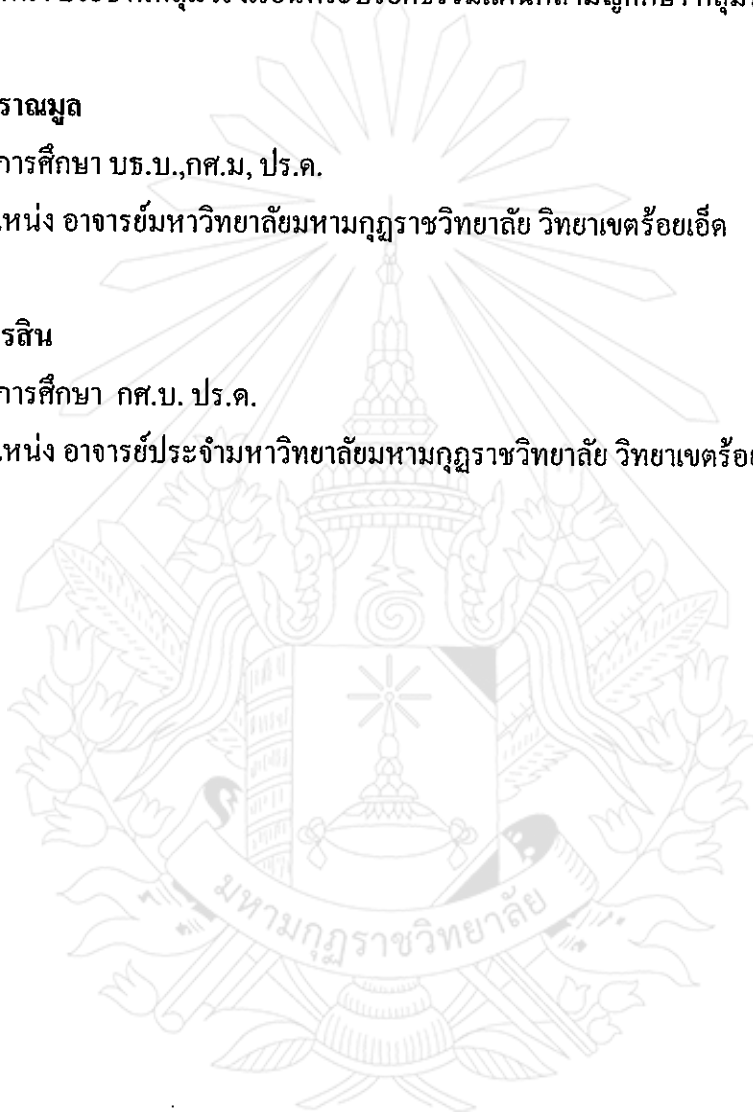 ราณมูล
การศึกษา บธ.บ.,กศ.ม, ปร.ด.
หน่ง อาจารย์มหาวิทยาลัยมหามกุฏราชวิทยาลัย วิทยาเขตร้อยเอ็ด
รสิน
การศึกษา กศ.บ. ปร.ด.
หน่ง อาจารย์ประจำมหาวิทยาลัยมหามกุฏราชวิทยาลัย วิทยาเขตร้อย
มหามกุฏราชวิทยาลัย